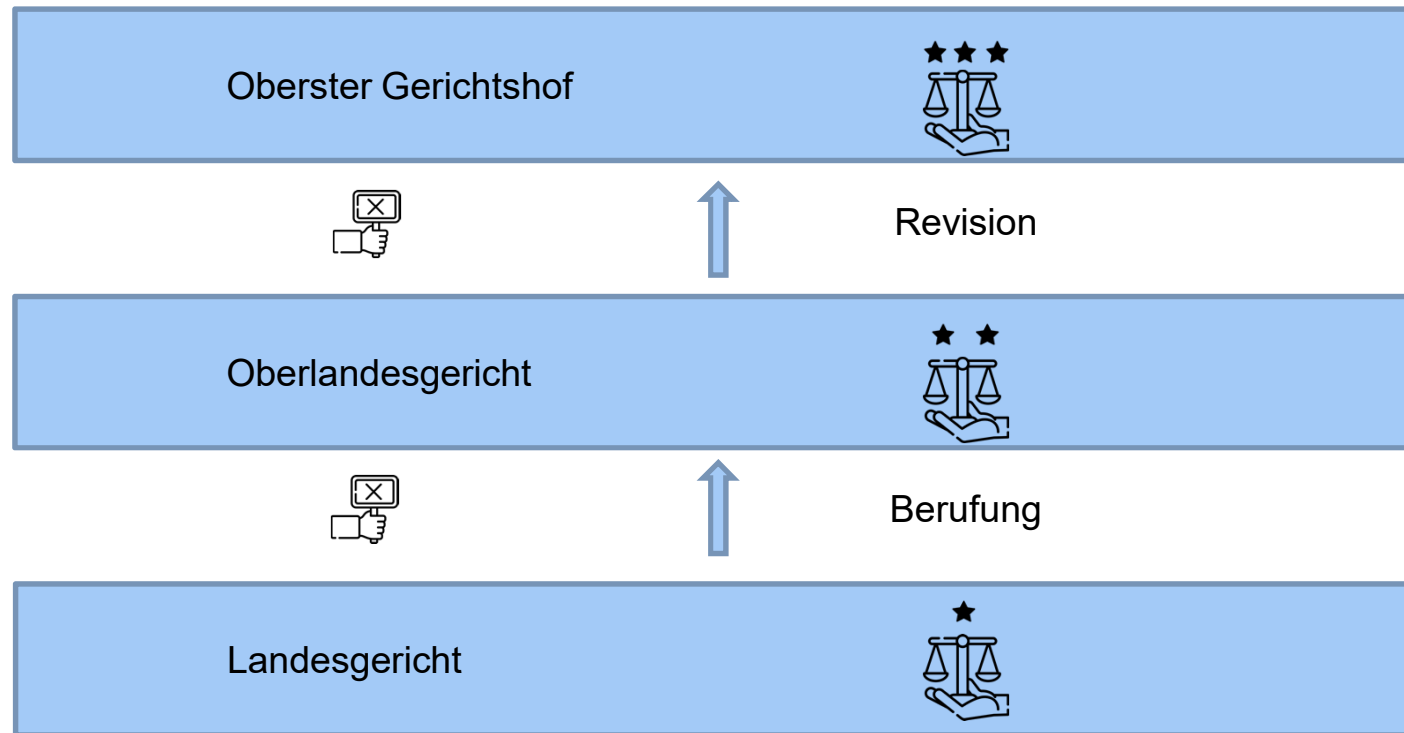 Oberster Gerichtshof
Revision
Oberlandesgericht
Berufung
Landesgericht